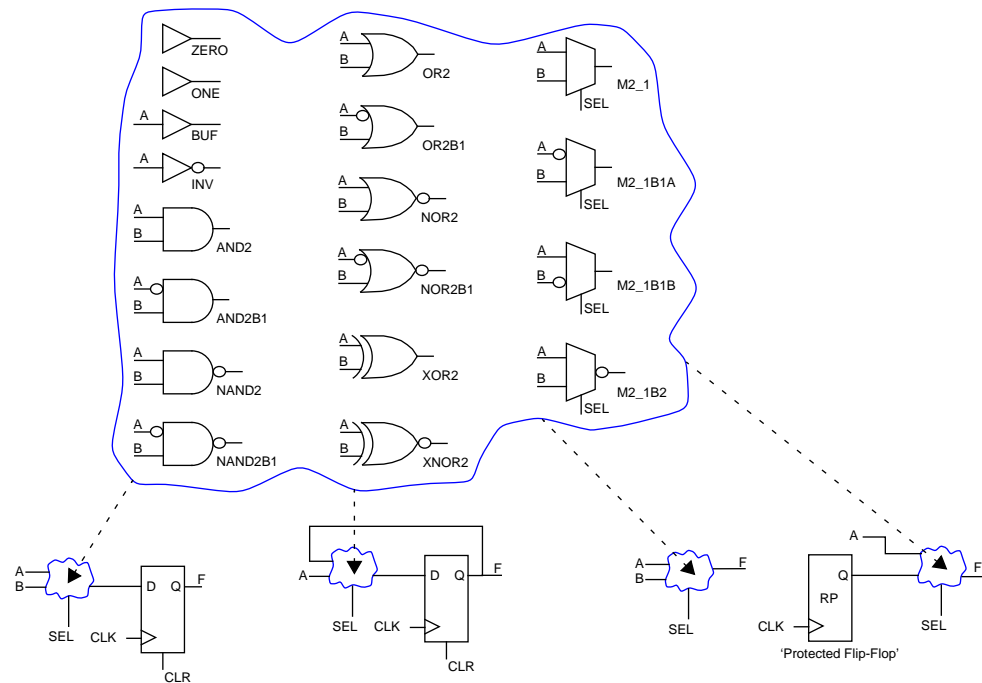 ZERO
ONE
A
BUF
A
INV
A
B
AND2
A
B
AND2B1
A
B
NAND2
A
B
NAND2B1
A
B
OR2
A
B
OR2B1
A
B
NOR2
A
B
NOR2B1
A
B
XOR2
A
B
XNOR2
A
B
M2_1
SEL
A
B
M2_1B1A
SEL
A
B
M2_1B1B
SEL
A
B
M2_1B2
SEL
A
B
SEL
D Q F
CLK
CLR
A
SEL
D Q F
CLK
CLR
A
B
F
SEL
A
Q
RP
F
CLK
SEL
‘Protected Flip-Flop’